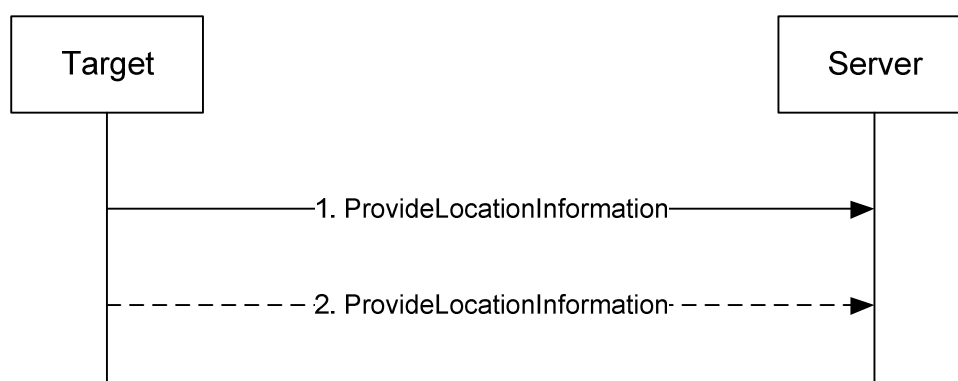 Target
Server
1. ProvideLocationInformation
2. ProvideLocationInformation